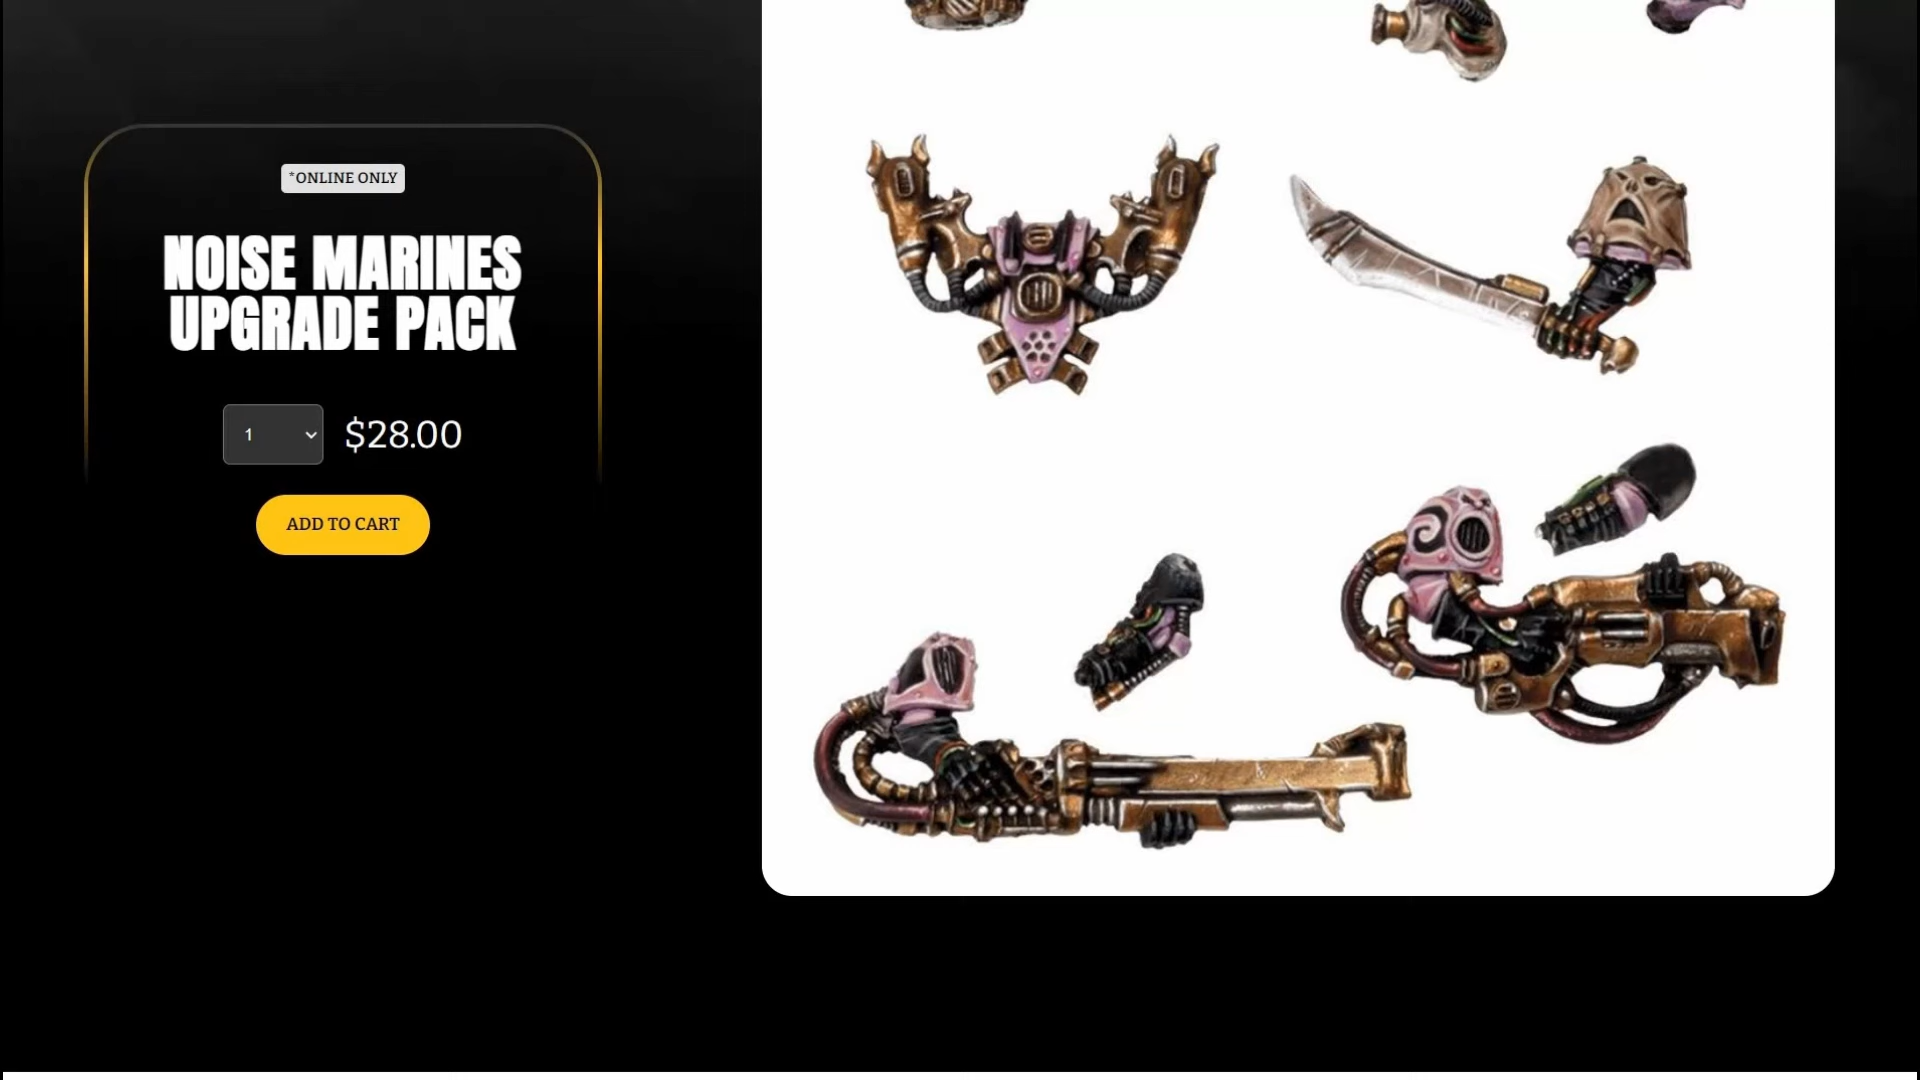 *ONLINE ONLY
NOISE MARINES
UPGRADE PACK
1
$28.00
ADD TO CART